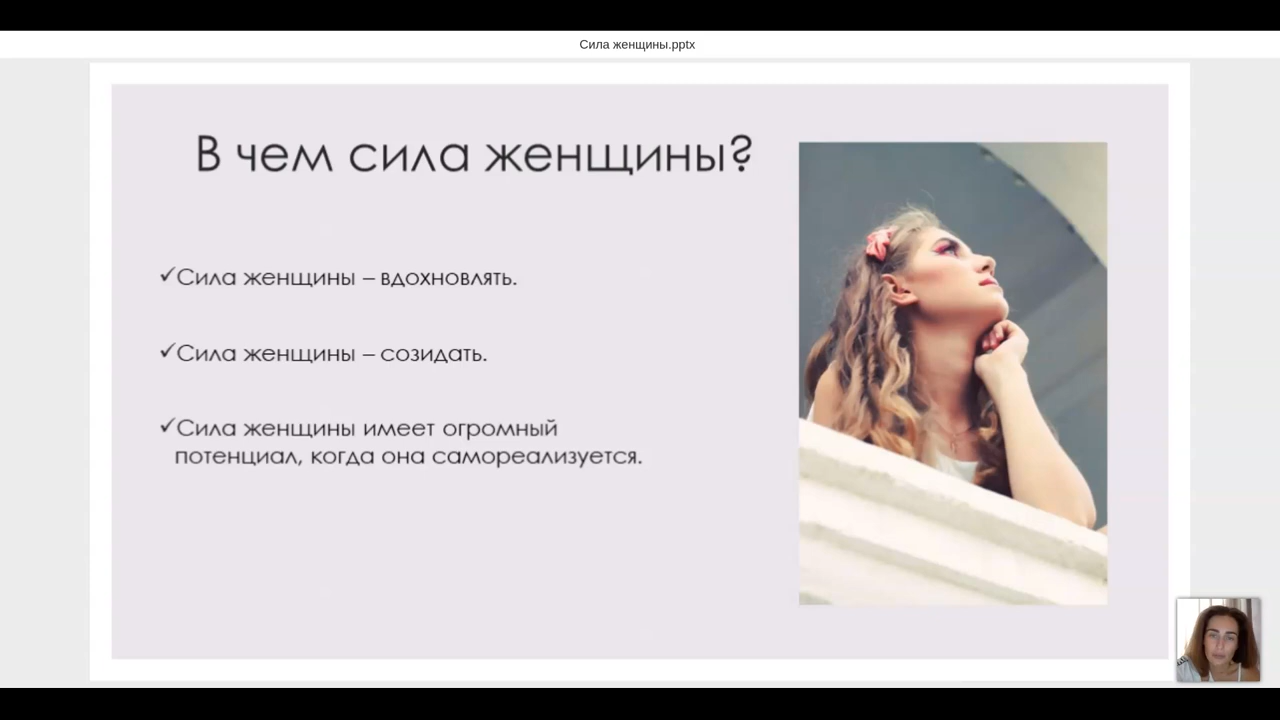 Сила женщины.pptx
В чем сила женщины?
✓Сила женщины – вдохновлять.
✓Сила женщины – созидать.
✓Сила женщины имеет огромный
потенциал, когда она самореализуется.